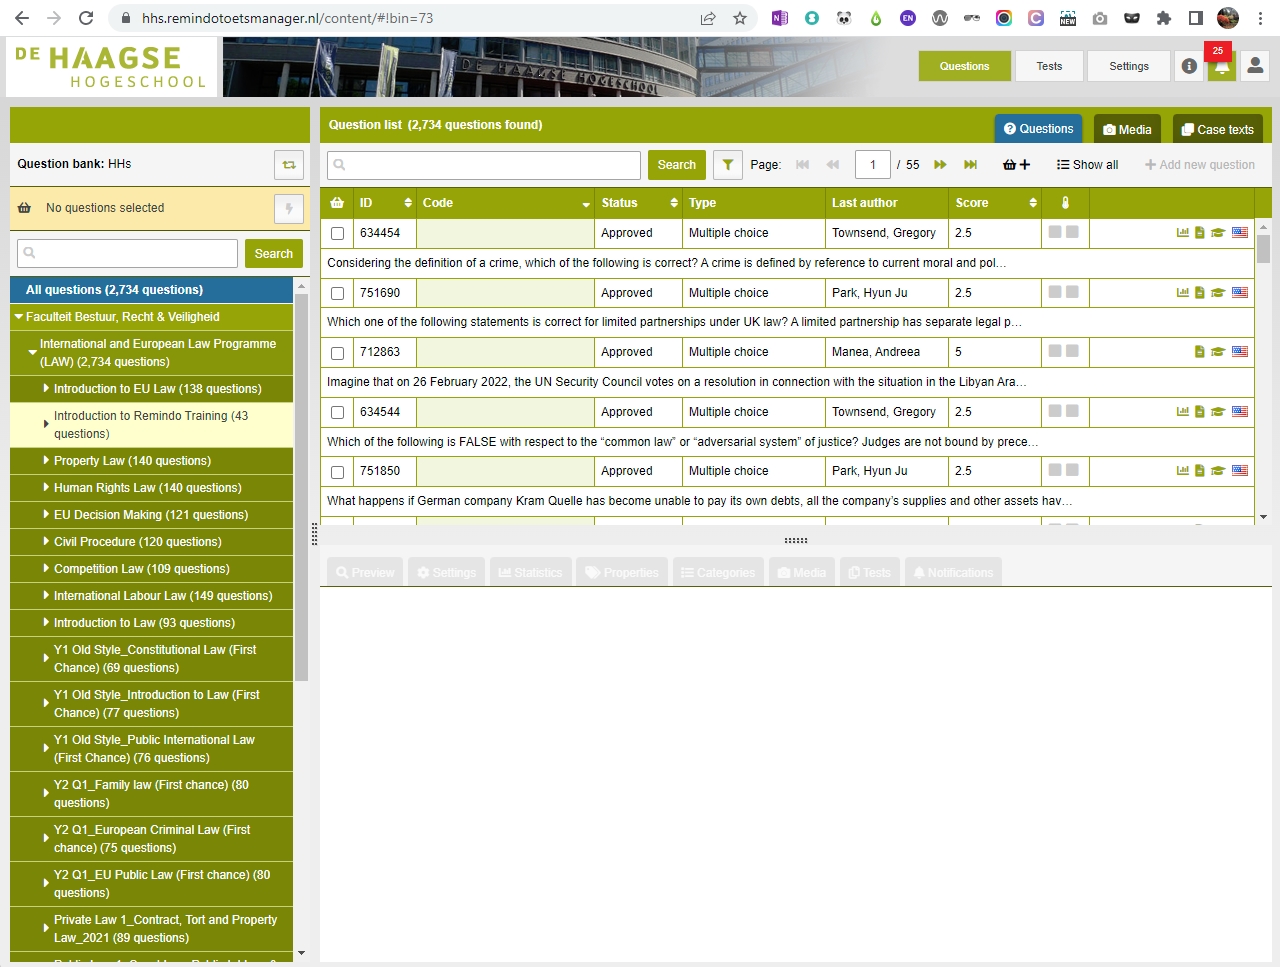 hhs.remindotoetsmanager.nl/content/#!bin=73
DE HAAGSE
HOGESCHOOL
DE HAAGSE HOGESCHOOL
Questions
Tests
Settings
25
Question list (2,734 questions found)
Questions
Media
Case texts
Question bank: HHs
Search
Page:
1
/ 55
Show all
Add new question
No questions selected
Search
ID
Code
Status
Type
Last author
Score
634454
Approved
Multiple choice
Townsend, Gregory
2.5
Considering the definition of a crime, which of the following is correct? A crime is defined by reference to current moral and pol…
751690
Approved
Multiple choice
Park, Hyun Ju
2.5
Which one of the following statements is correct for limited partnerships under UK law? A limited partnership has separate legal p…
712863
Approved
Multiple choice
Manea, Andreea
5
Imagine that on 26 February 2022, the UN Security Council votes on a resolution in connection with the situation in the Libyan Ara…
634544
Approved
Multiple choice
Townsend, Gregory
2.5
Which of the following is FALSE with respect to the “common law” or “adversarial system” of justice? Judges are not bound by prece…
751850
Approved
Multiple choice
Park, Hyun Ju
2.5
What happens if German company Kram Quelle has become unable to pay its own debts, all the company’s supplies and other assets hav…
All questions (2,734 questions)
Faculteit Bestuur, Recht & Veiligheid
International and European Law Programme
(LAW) (2,734 questions)
Introduction to EU Law (138 questions)
Introduction to Remindo Training (43
questions)
Property Law (140 questions)
Human Rights Law (140 questions)
EU Decision Making (121 questions)
Civil Procedure (120 questions)
Competition Law (109 questions)
International Labour Law (149 questions)
Introduction to Law (93 questions)
Y1 Old Style_Constitutional Law (First
Chance) (69 questions)
Y1 Old Style_Introduction to Law (First
Chance) (77 questions)
Y1 Old Style_Public International Law
(First Chance) (76 questions)
Y2 Q1_Family law (First chance) (80
questions)
Y2 Q1_European Criminal Law (First
chance) (75 questions)
Y2 Q1_EU Public Law (First chance) (80
questions)
Private Law 1_Contract, Tort and Property
Law_2021 (89 questions)
Preview
Settings
Statistics
Properties
Categories
Media
Tests
Notifications